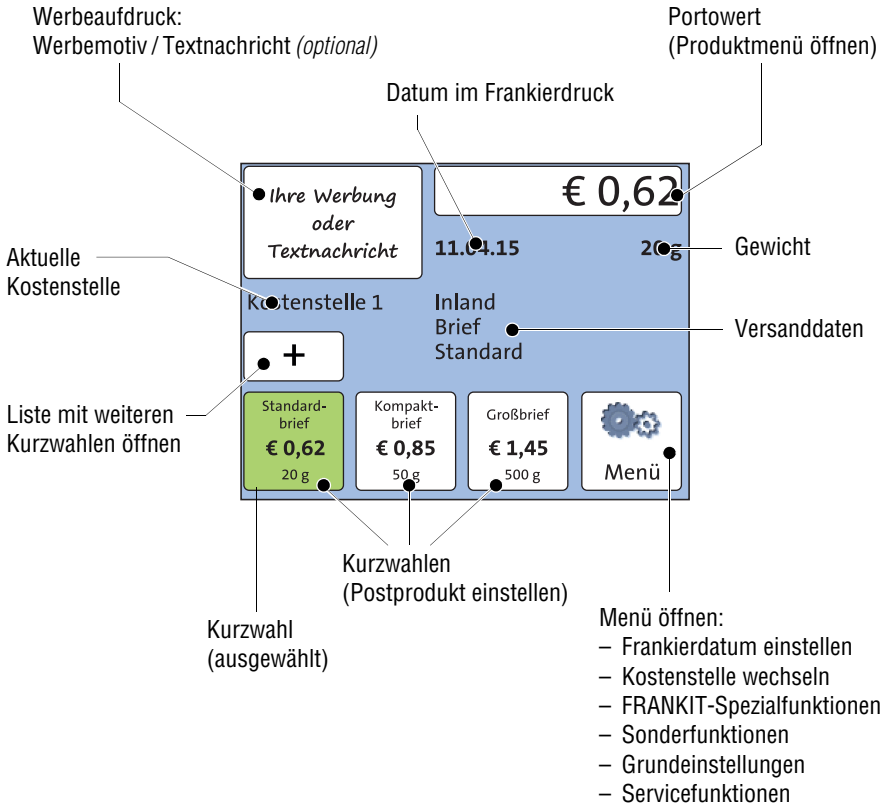 Werbeaufdruck:
Werbemotiv / Textnachricht (optional)
Portowert
(Produktmenü öffnen)
Datum im Frankierdruck
Ihre Werbung
oder
Textnachricht
€ 0,62
11.04.15
20 g
Gewicht
Aktuelle
Kostenstelle
Kostenstelle 1
Inland
Brief
Standard
Versanddaten
+
Liste mit weiteren
Kurzwahlen öffnen
Standard-
brief
€ 0,62
20 g
Kompakt-
brief
€ 0,85
50 g
Großbrief
€ 1,45
500 g
Menü
Kurzwahlen
(Postprodukt einstellen)
Kurzwahl
(ausgewählt)
Menü öffnen:
– Frankierdatum einstellen
– Kostenstelle wechseln
– FRANKIT-Spezialfunktionen
– Sonderfunktionen
– Grundeinstellungen
– Servicefunktionen